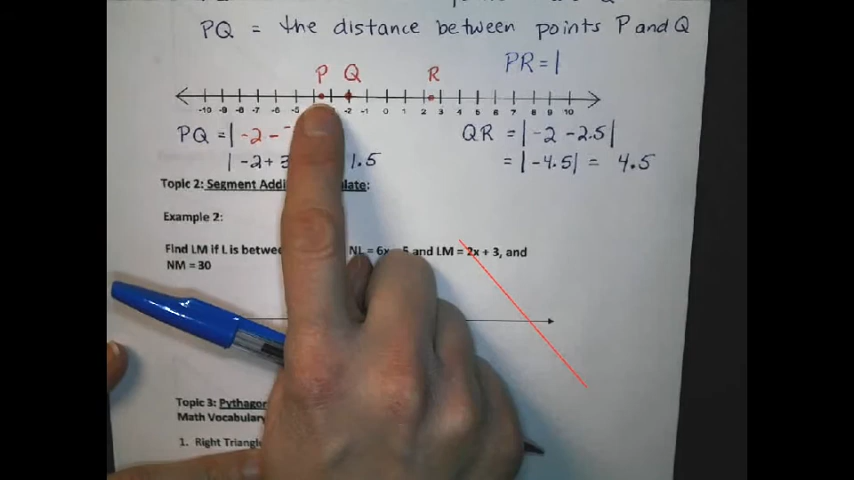 PQ = the distance between points P and Q
PR = |
P Q R
-10 -9 -8 -7 -6 -5 -2 -1 0 1 2 3 4 5 6 7 8 9 10
PQ = | -2 -
QR = | -2 - 2.5 |
| -2 + 3 1.5
= | -4.5 | = 4.5
Topic 2: Segment Addi ulate:
Example 2:
Find LM if L is betwe NL = 6x 5 and LM = 2x + 3, and
NM = 30
Topic 3: Pythago
Math Vocabulary
1. Right Triangl